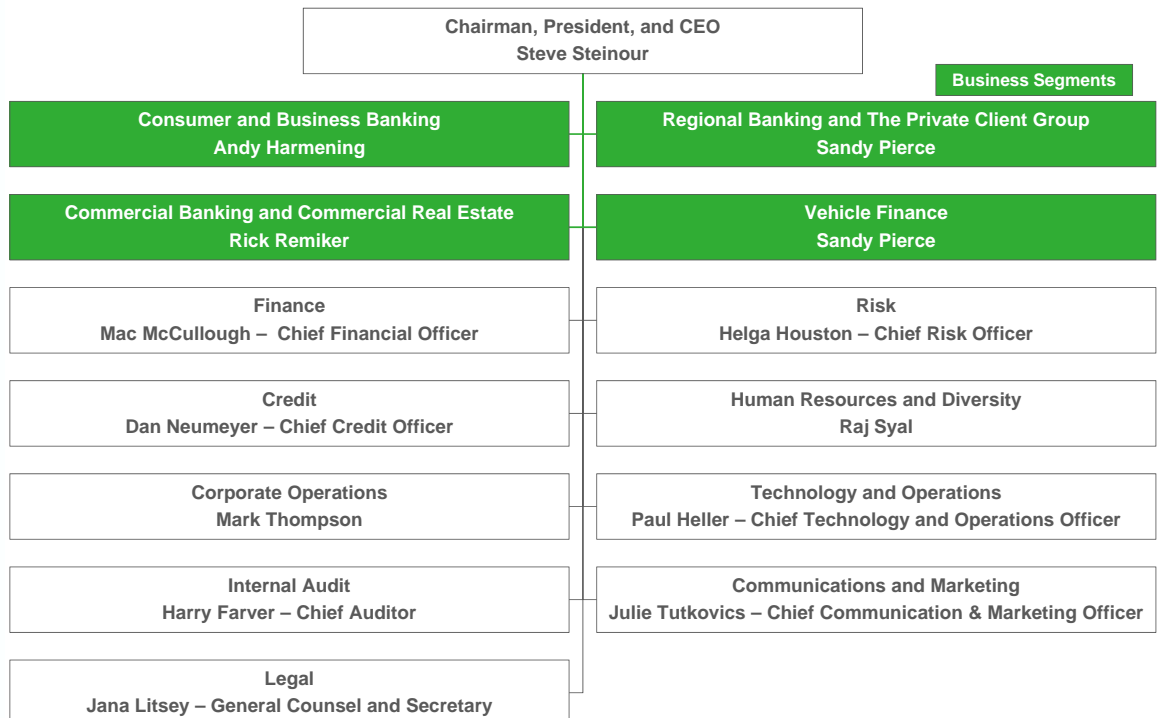 Chairman, President, and CEO
Steve Steinour
Business Segments
Consumer and Business Banking
Andy Harmening
Regional Banking and The Private Client Group
Sandy Pierce
Commercial Banking and Commercial Real Estate
Rick Remiker
Vehicle Finance
Sandy Pierce
Finance
Mac McCullough – Chief Financial Officer
Risk
Helga Houston – Chief Risk Officer
Credit
Dan Neumeyer – Chief Credit Officer
Human Resources and Diversity
Raj Syal
Corporate Operations
Mark Thompson
Technology and Operations
Paul Heller – Chief Technology and Operations Officer
Internal Audit
Harry Farver – Chief Auditor
Communications and Marketing
Julie Tutkovics – Chief Communication & Marketing Officer
Legal
Jana Litsey – General Counsel and Secretary